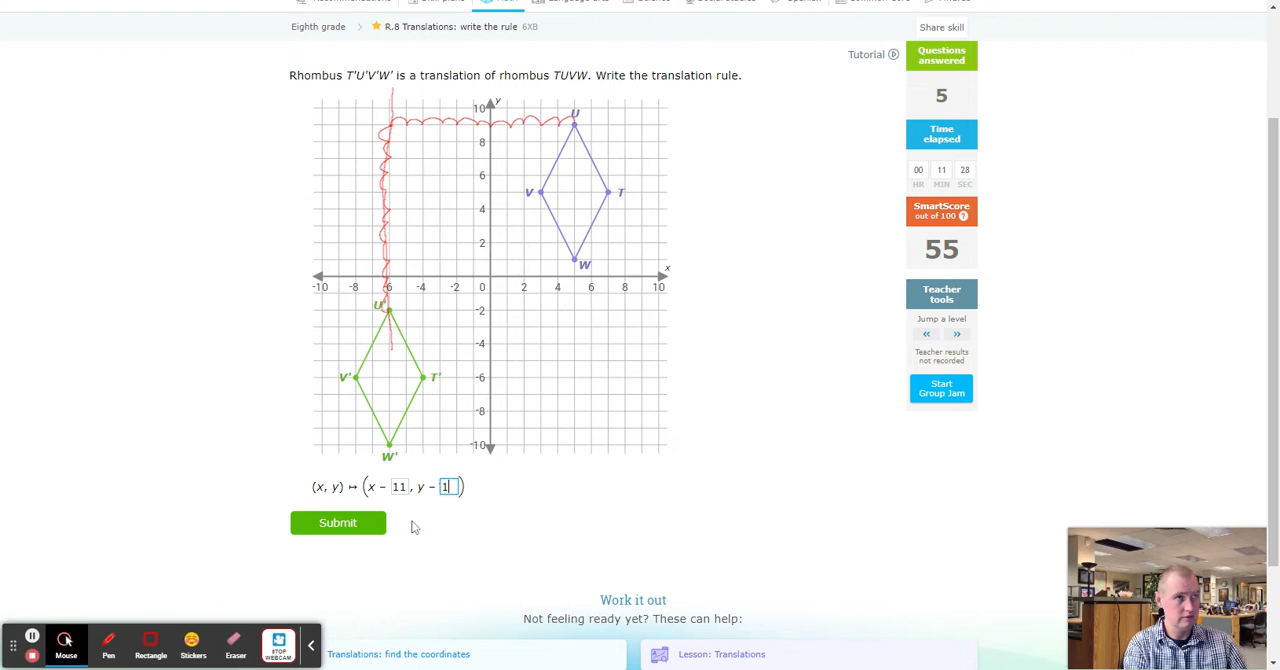 Eighth grade > R.8 Translations: write the rule 6XB
Share skill
Tutorial
Questions answered
5
Time elapsed
00 11 28
HR MIN SEC
SmartScore
out of 100 ?
55
Teacher tools
Jump a level
« »
Teacher results not recorded
Start Group Jam
Rhombus T'U'V'W' is a translation of rhombus TUVW. Write the translation rule.
y
10
8
6
4
2
x
-10 -8 -6 -4 -2 0 2 4 6 8 10
-2
-4
-6
-8
-10
U
V T
W
U'
V' T'
W'
(x, y) ↦ (x − 11, y − 1)
Submit
Work it out
Not feeling ready yet? These can help:
Translations: find the coordinates
Lesson: Translations
Mouse Pen Rectangle Stickers Eraser STOP WEBCAM